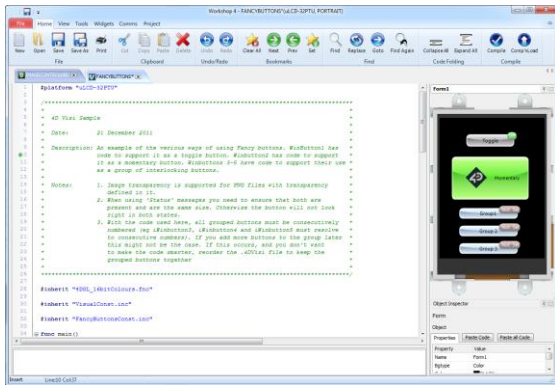 Workshop 4 - FANCYBUTTONS*(uLCD-32PTU, PORTRAIT)
File Home View Tools Widgets Comms Project
New Open Save Save As Print Cut Copy Paste Delete Undo Redo Clear All Next Prev Set Find Replace Goto Find Again Collapse All Expand All Compile Comp'nLoad
File Clipboard Undo/Redo Bookmarks Find Code Folding Compile
FANCYBUTTONS*
#platform "uLCD-32PTU"
4D Visi Sample
Date: 21 December 2011
Description: An example of the various ways of using Fancy buttons. WinButton1 has
code to support it as a toggle button. Winbutton2 has code to support
it as a momentary button. Winbuttons 3-5 have code to support their use
as a group of interlocking buttons.
Notes: 1. Image transparency is supported for PNG files with transparency
defined in it.
2. When using 'Status' messages you need to ensure that both are
present and are the same size. Otherwise the button will not look
right in both states.
3. With the code used here, all grouped buttons must be consecutively
numbered (eg iWinbutton3, iWinbutton4 and iWinbutton5 must resolve
to consecutive numbers). If you add more buttons to the group later
this might not be the case. If this occurs, and you don't want
to make the code smarter, reorder the .4DVisi file to keep the
grouped buttons together
#inherit "4DGL_16bitColours.fnc"
#inherit "VisualConst.inc"
#inherit "FancyButtonsConst.inc"
func main()
Form1
Toggle
Momentary
Group1
Group 2
Group 3
Object Inspector
Form
Object
Properties Paste Code Paste all Code
Property Value
Name Form1
Bgtype Color
Insert Line:10 Col:37